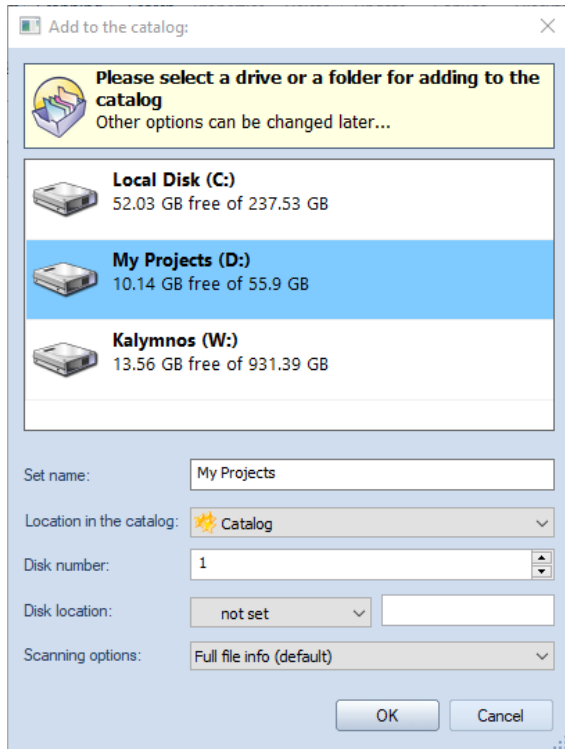 Add to the catalog:
Please select a drive or a folder for adding to the
catalog
Other options can be changed later...
Local Disk (C:)
52.03 GB free of 237.53 GB
My Projects (D:)
10.14 GB free of 55.9 GB
Kalymnos (W:)
13.56 GB free of 931.39 GB
Set name: My Projects
Location in the catalog: Catalog
Disk number: 1
Disk location: not set
Scanning options: Full file info (default)
OK Cancel